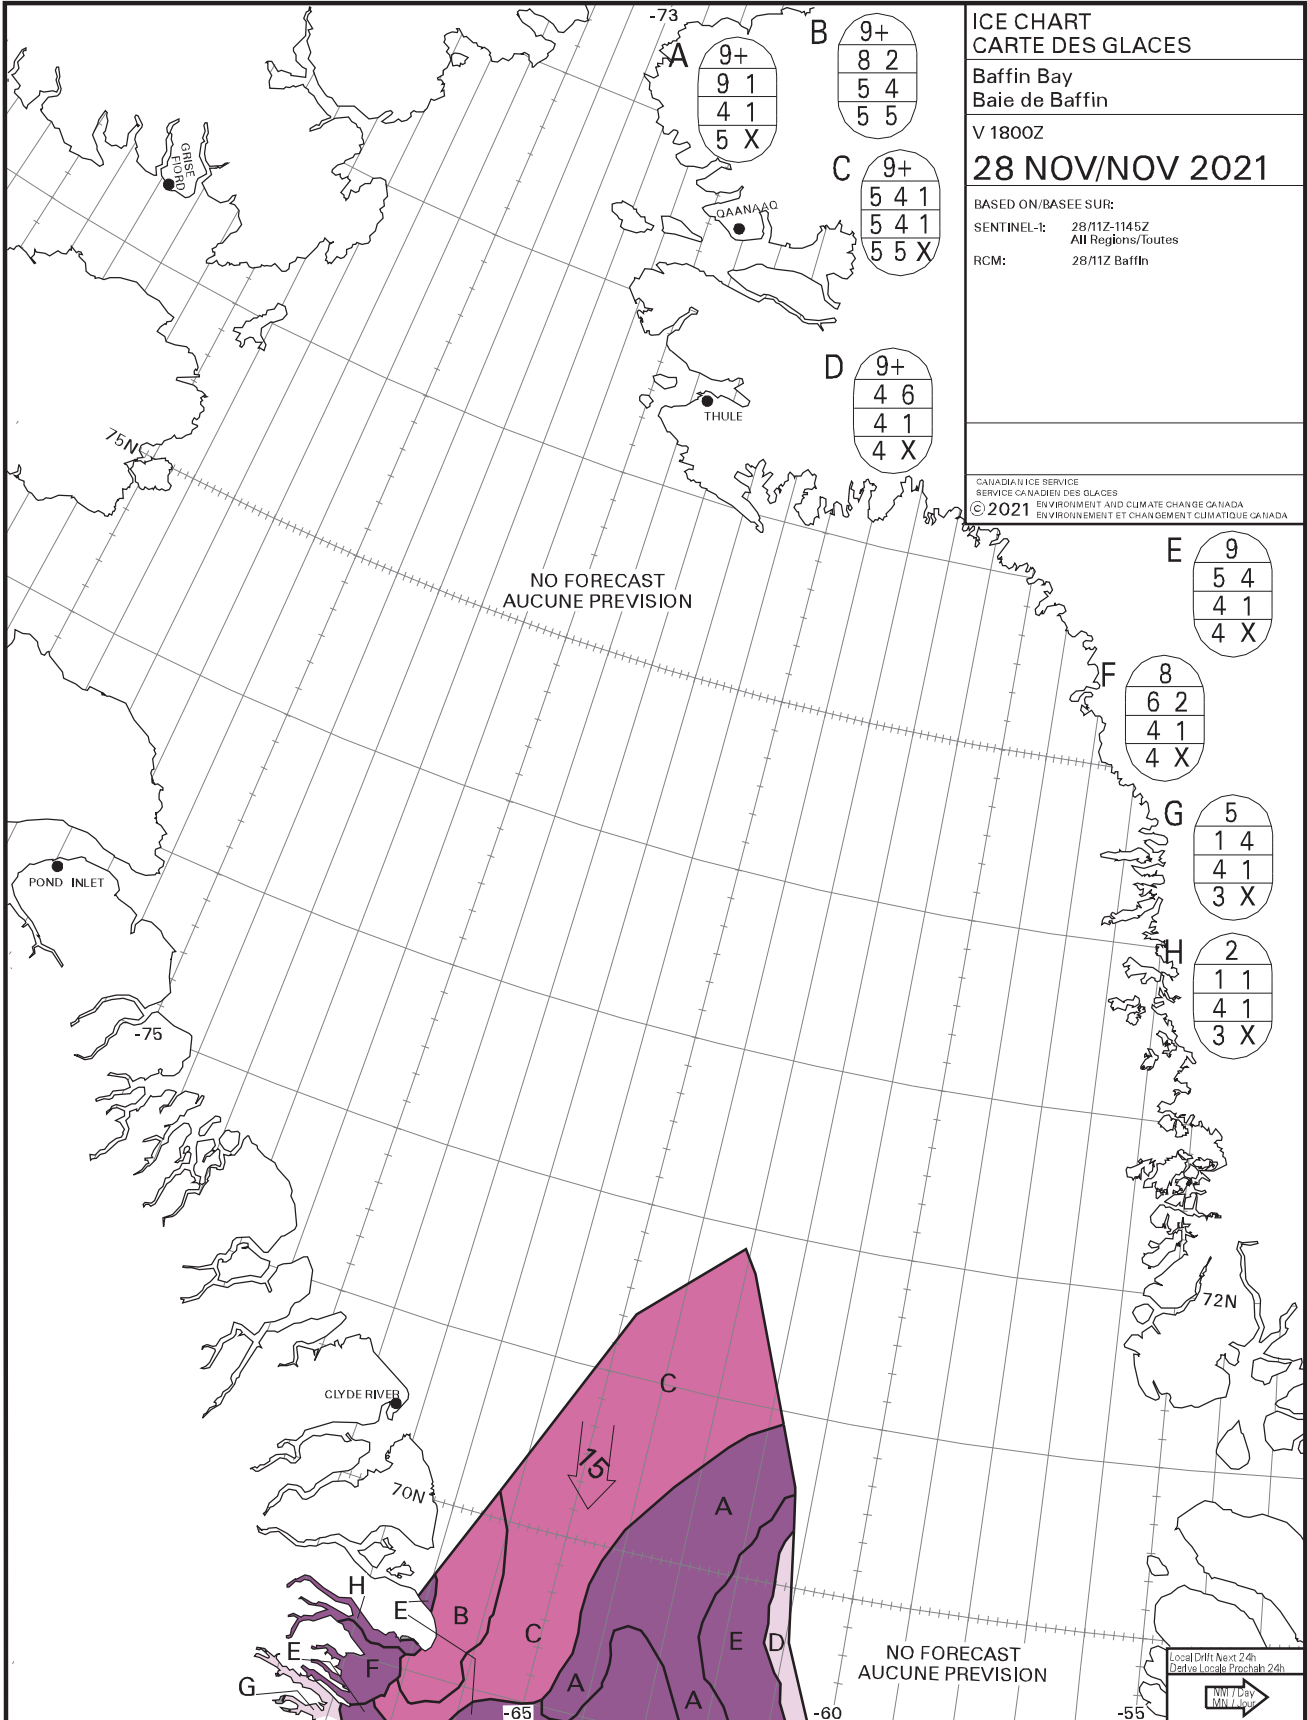 -73
A
9+
9 1
4 1
5 X
B
9+
8 2
5 4
5 5
C
9+
5 4 1
5 4 1
5 5 X
ICE CHART
CARTE DES GLACES
Baffin Bay
Baie de Baffin
V 1800Z
28 NOV/NOV 2021
BASED ON/BASEE SUR:
SENTINEL-1: 28/11Z-1145Z
All Regions/Toutes
RCM: 28/11Z Baffin
CANADIAN ICE SERVICE
SERVICE CANADIEN DES GLACES
© 2021 ENVIRONMENT AND CLIMATE CHANGE CANADA
ENVIRONNEMENT ET CHANGEMENT CLIMATIQUE CANADA
GRISE
FIORD
QAANAAQ
D
9+
4 6
4 1
4 X
THULE
75N
E
9
5 4
4 1
4 X
NO FORECAST
AUCUNE PREVISION
F
8
6 2
4 1
4 X
G
5
1 4
4 1
3 X
POND INLET
H
2
1 1
4 1
3 X
-75
72N
C
CLYDE RIVER
15
70N
A
H
E
B
C
E
D
E
F
G
A
A
NO FORECAST
AUCUNE PREVISION
-65
-60
-55
Local Drift Next 24h
Derive Locale Prochain 24h
NM / Day
MN / Jour